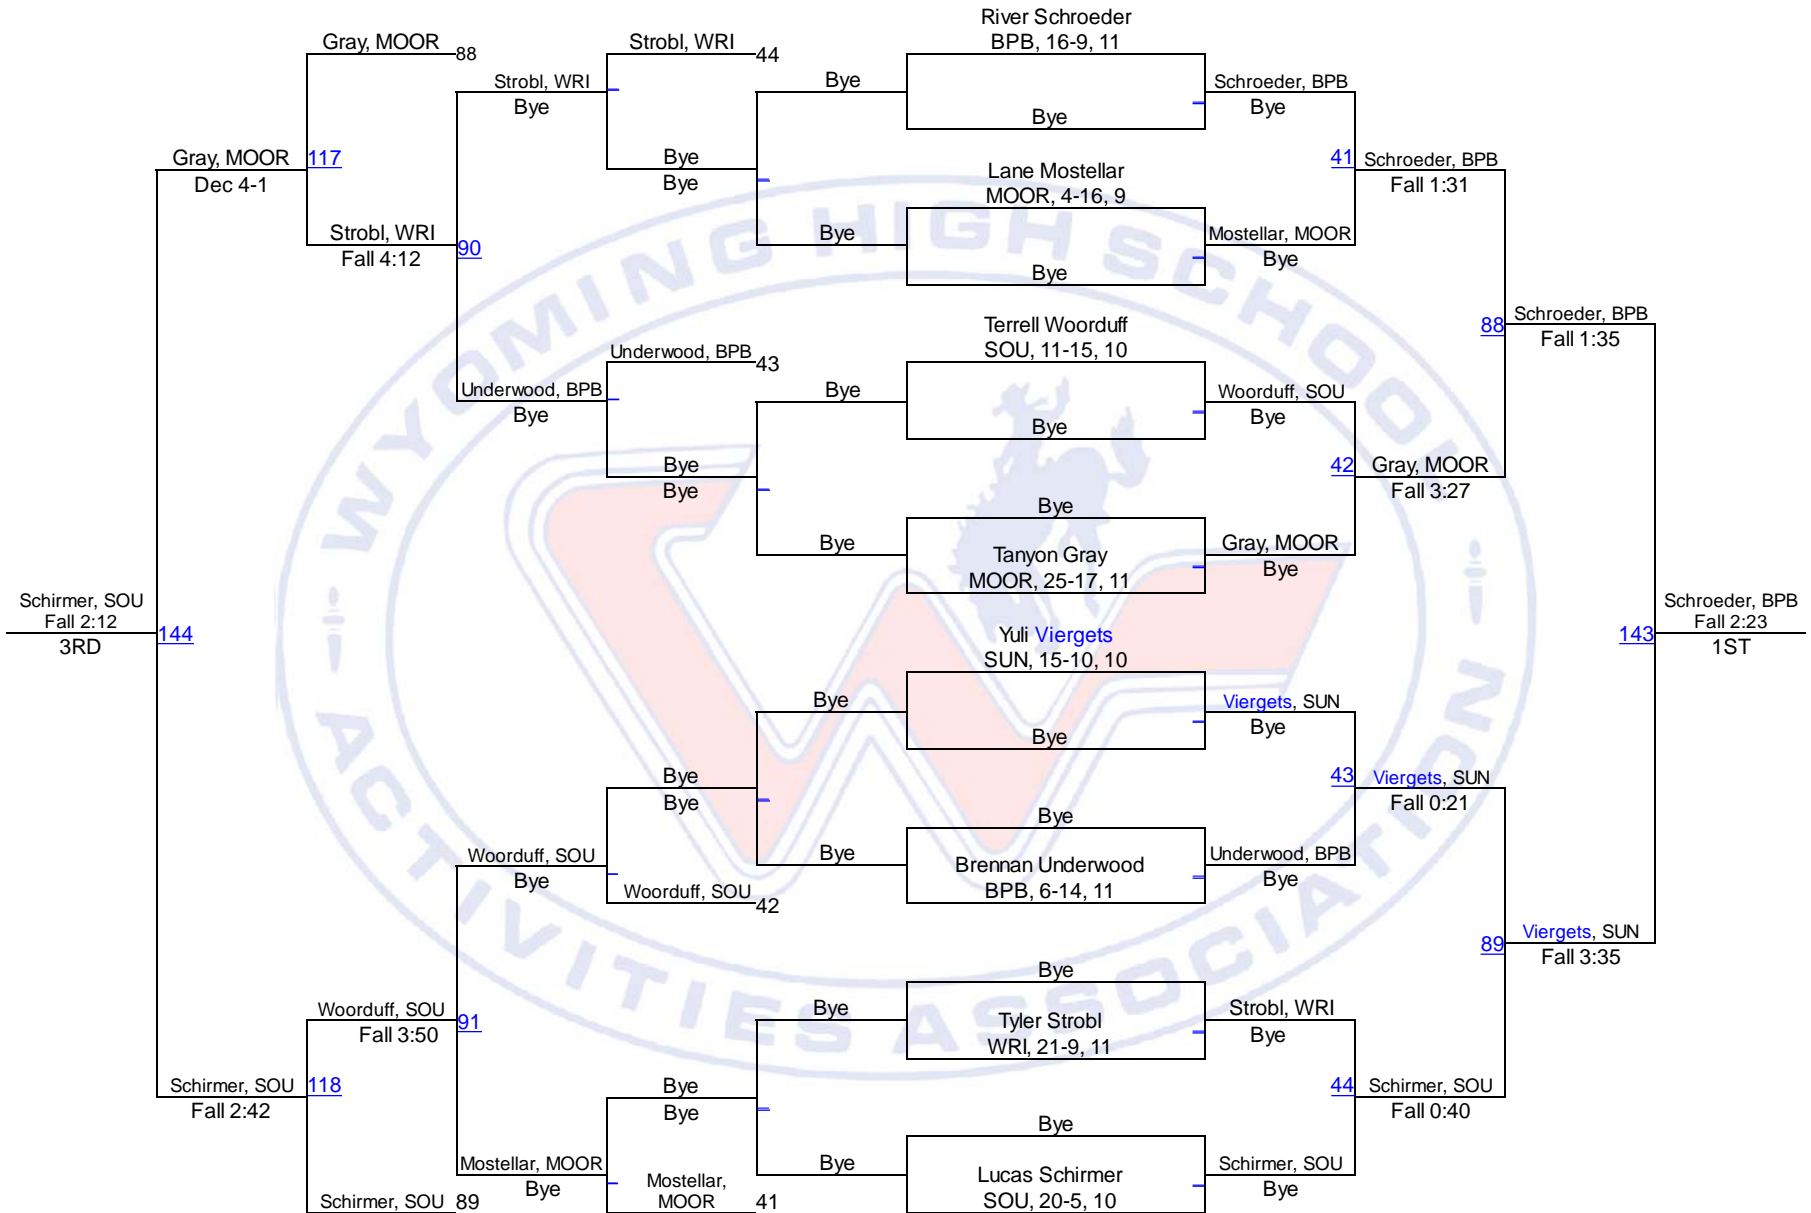 River Schroeder
BPB, 16-9, 11
Gray, MOOR 88
Strobl, WRI 44
Strobl, WRI
Bye
Bye
Schroeder, BPB
Bye
Bye
Gray, MOOR 117
Dec 4-1
Bye
Bye
Lane Mostellar
MOOR, 4-16, 9
41 Schroeder, BPB
Fall 1:31
Strobl, WRI
Fall 4:12
90
Bye
Mostellar, MOOR
Bye
Bye
Terrell Woorduff
SOU, 11-15, 10
88 Schroeder, BPB
Fall 1:35
Underwood, BPB 43
Underwood, BPB
Bye
Bye
Woorduff, SOU
Bye
Bye
Bye
Bye
42 Gray, MOOR
Fall 3:27
Bye
Bye
Tanyon Gray
MOOR, 25-17, 11
Gray, MOOR
Bye
Schirmer, SOU
Fall 2:12
3RD
144
Yuli Viergets
SUN, 15-10, 10
143
Schroeder, BPB
Fall 2:23
1ST
Bye
Viergets, SUN
Bye
Bye
Bye
Bye
43 Viergets, SUN
Fall 0:21
Bye
Woorduff, SOU
Bye
Bye
Brennan Underwood
BPB, 6-14, 11
Underwood, BPB
Bye
Woorduff, SOU 42
89 Viergets, SUN
Fall 3:35
Bye
Woorduff, SOU
Fall 3:50
91
Bye
Tyler Strobl
WRI, 21-9, 11
Strobl, WRI
Bye
Schirmer, SOU 118
Fall 2:42
Bye
Bye
44 Schirmer, SOU
Fall 0:40
Bye
Mostellar, MOOR
Bye
Mostellar,
MOOR 41
Bye
Lucas Schirmer
SOU, 20-5, 10
Schirmer, SOU
Bye
Schirmer, SOU 89
WYOMING HIGH SCHOOL
ACTIVITIES ASSOCIATION